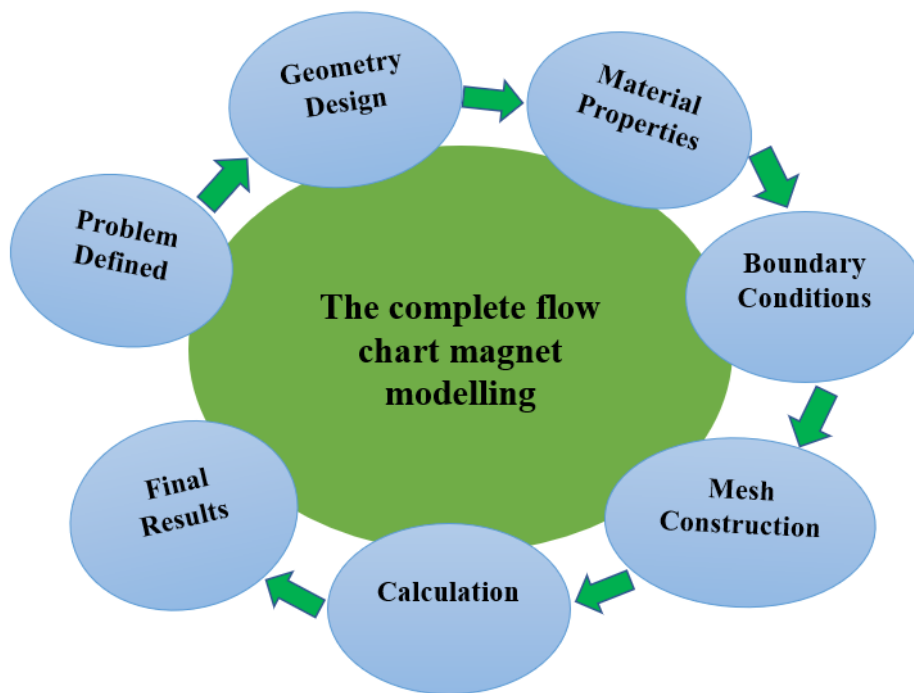 Geometry
Design
Material
Properties
Problem
Defined
Boundary
Conditions
The complete flow
chart magnet
modelling
Mesh
Construction
Final
Results
Calculation